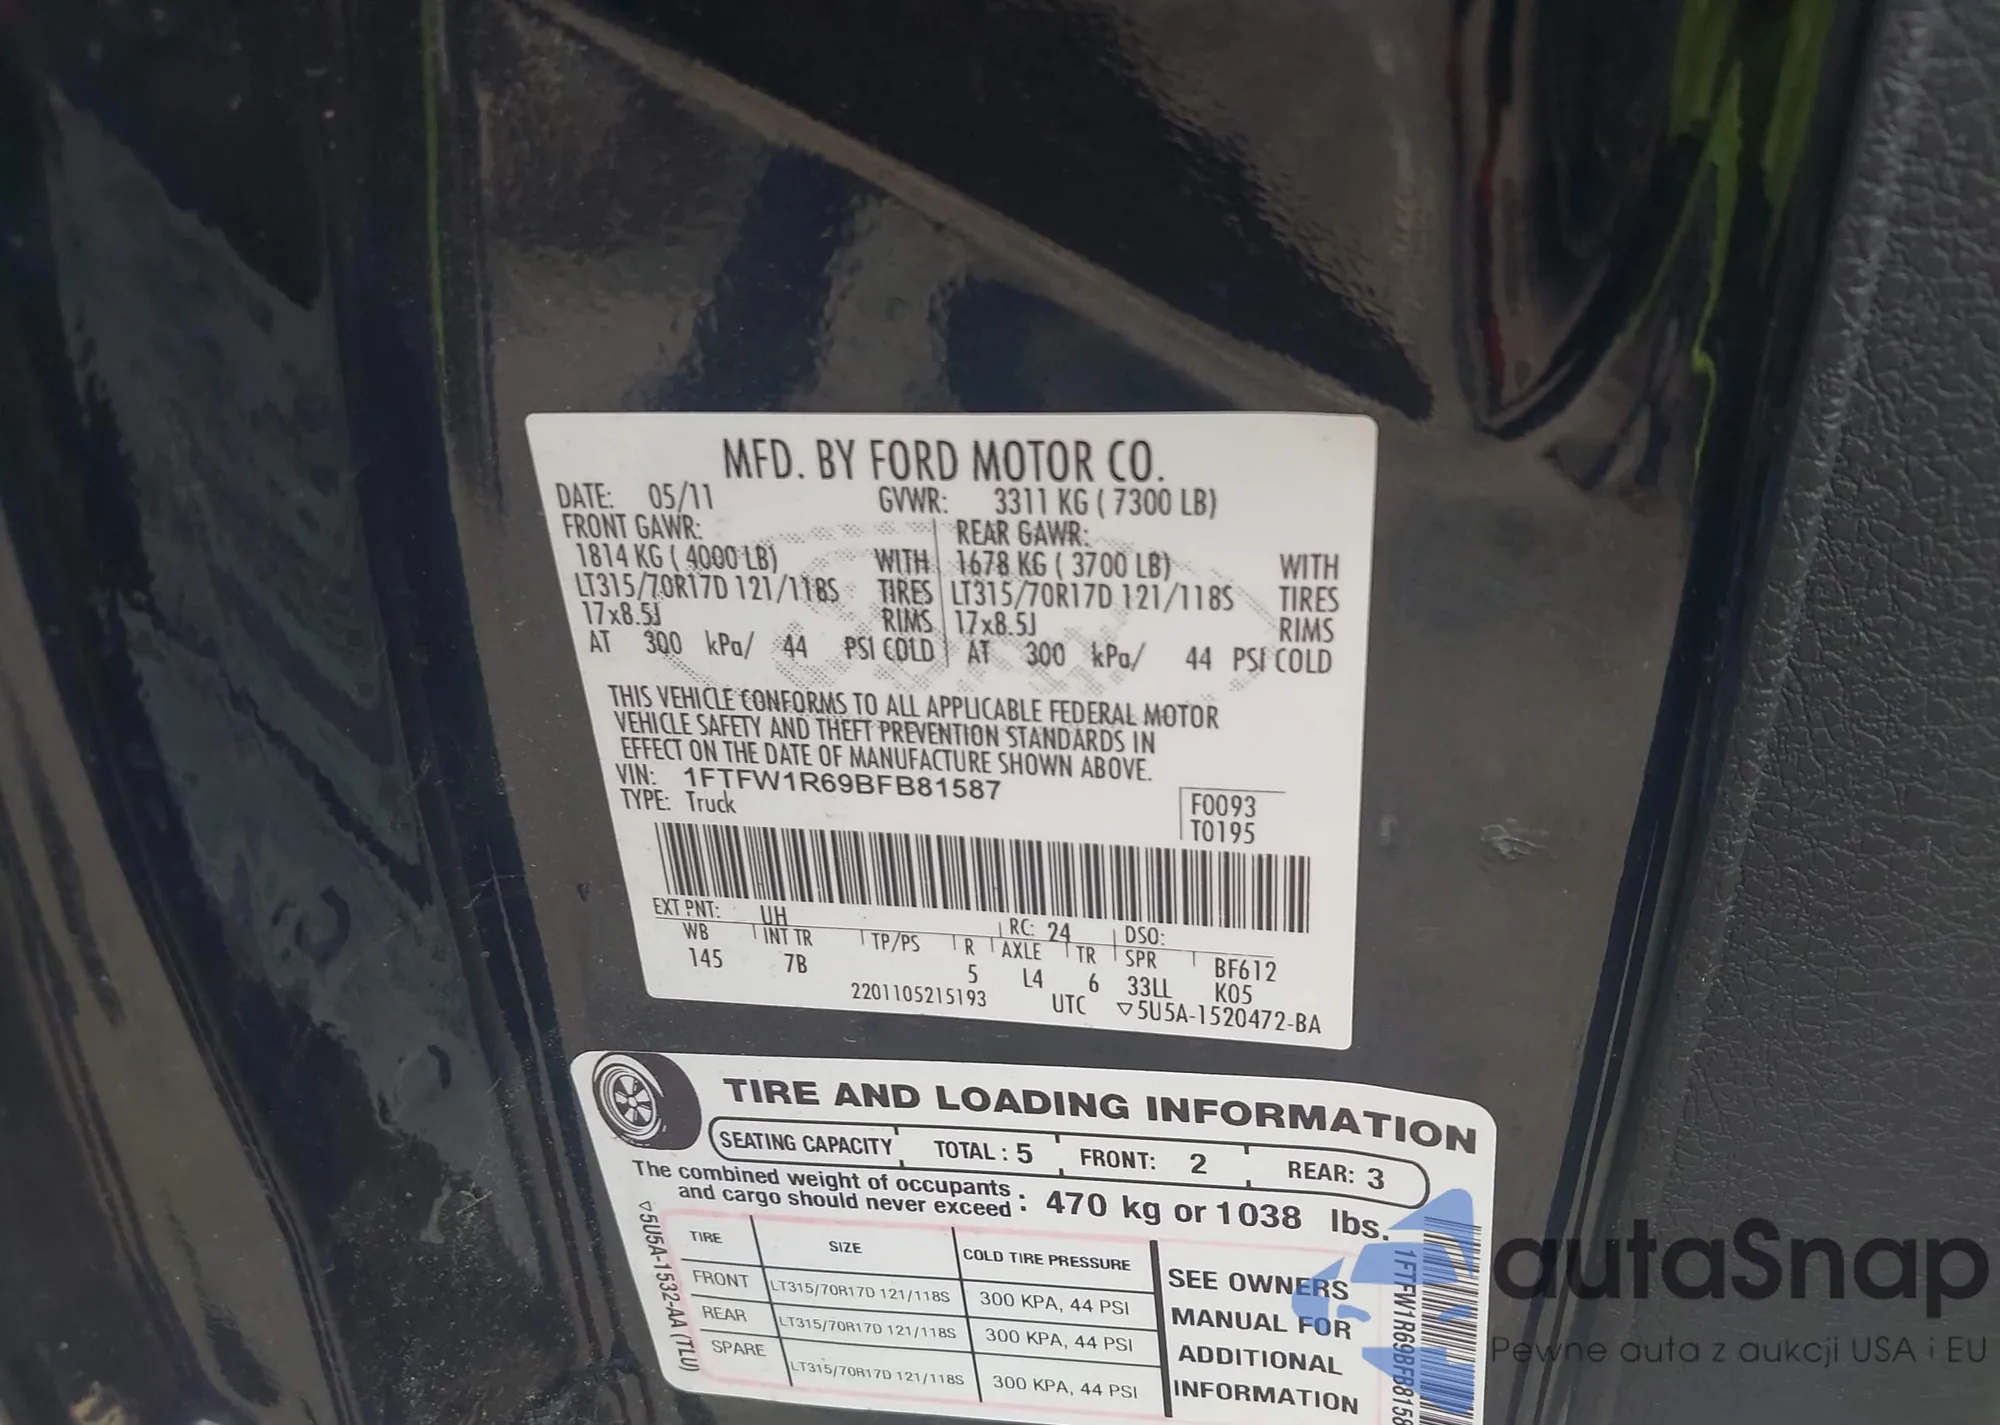 MFD. BY FORD MOTOR CO.
DATE: 05/11 GVWR: 3311 KG ( 7300 LB)
FRONT GAWR: REAR GAWR:
1814 KG ( 4000 LB) WITH 1678 KG ( 3700 LB) WITH
LT315/70R17D 121/118S TIRES LT315/70R17D 121/118S TIRES
17x8.5J RIMS 17x8.5J RIMS
AT 300 kPa/ 44 PSI COLD AT 300 kPa/ 44 PSI COLD
THIS VEHICLE CONFORMS TO ALL APPLICABLE FEDERAL MOTOR
VEHICLE SAFETY AND THEFT PREVENTION STANDARDS IN
EFFECT ON THE DATE OF MANUFACTURE SHOWN ABOVE.
VIN: 1FTFW1R69BFB81587
TYPE: Truck
F0093
T0195
EXT PNT: UH RC: 24 DSO:
WB INT TR TP/PS R AXLE TR SPR BF612
145 7B 5 L4 6 33LL K05
2201105215193 UTC ▽5U5A-1520472-BA
TIRE AND LOADING INFORMATION
SEATING CAPACITY TOTAL : 5 FRONT: 2 REAR: 3
The combined weight of occupants
and cargo should never exceed : 470 kg or 1038 lbs.
TIRE SIZE COLD TIRE PRESSURE
FRONT LT315/70R17D 121/118S 300 KPA, 44 PSI
REAR LT315/70R17D 121/118S 300 KPA, 44 PSI
SPARE LT315/70R17D 121/118S 300 KPA, 44 PSI
SEE OWNERS
MANUAL FOR
ADDITIONAL
INFORMATION
▽5U5A-1532-AA (TLU)
1FTFW1R69BFB8158
autaSnap
Pewne auta z aukcji USA i EU